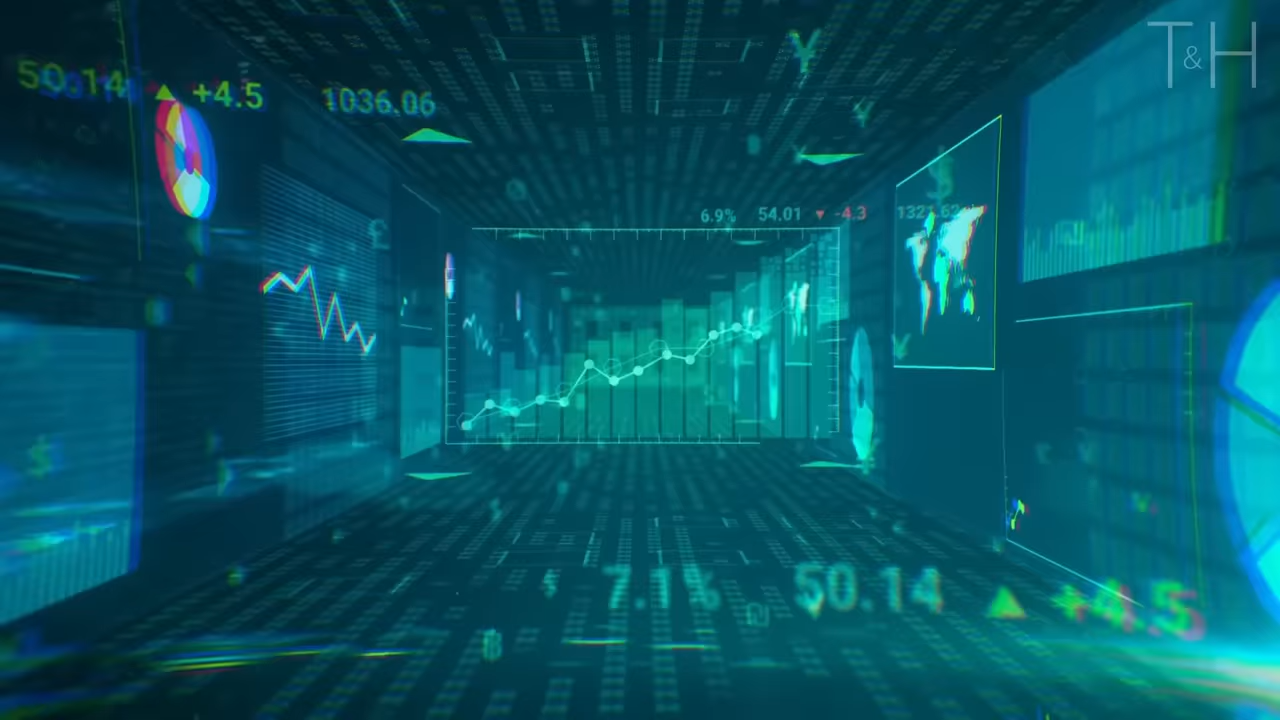 T&H
50.14 ▲ +4.5 1036.06
6.9% 54.01 ▼ -4.3
7.1% 50.14 ▲ +4.5